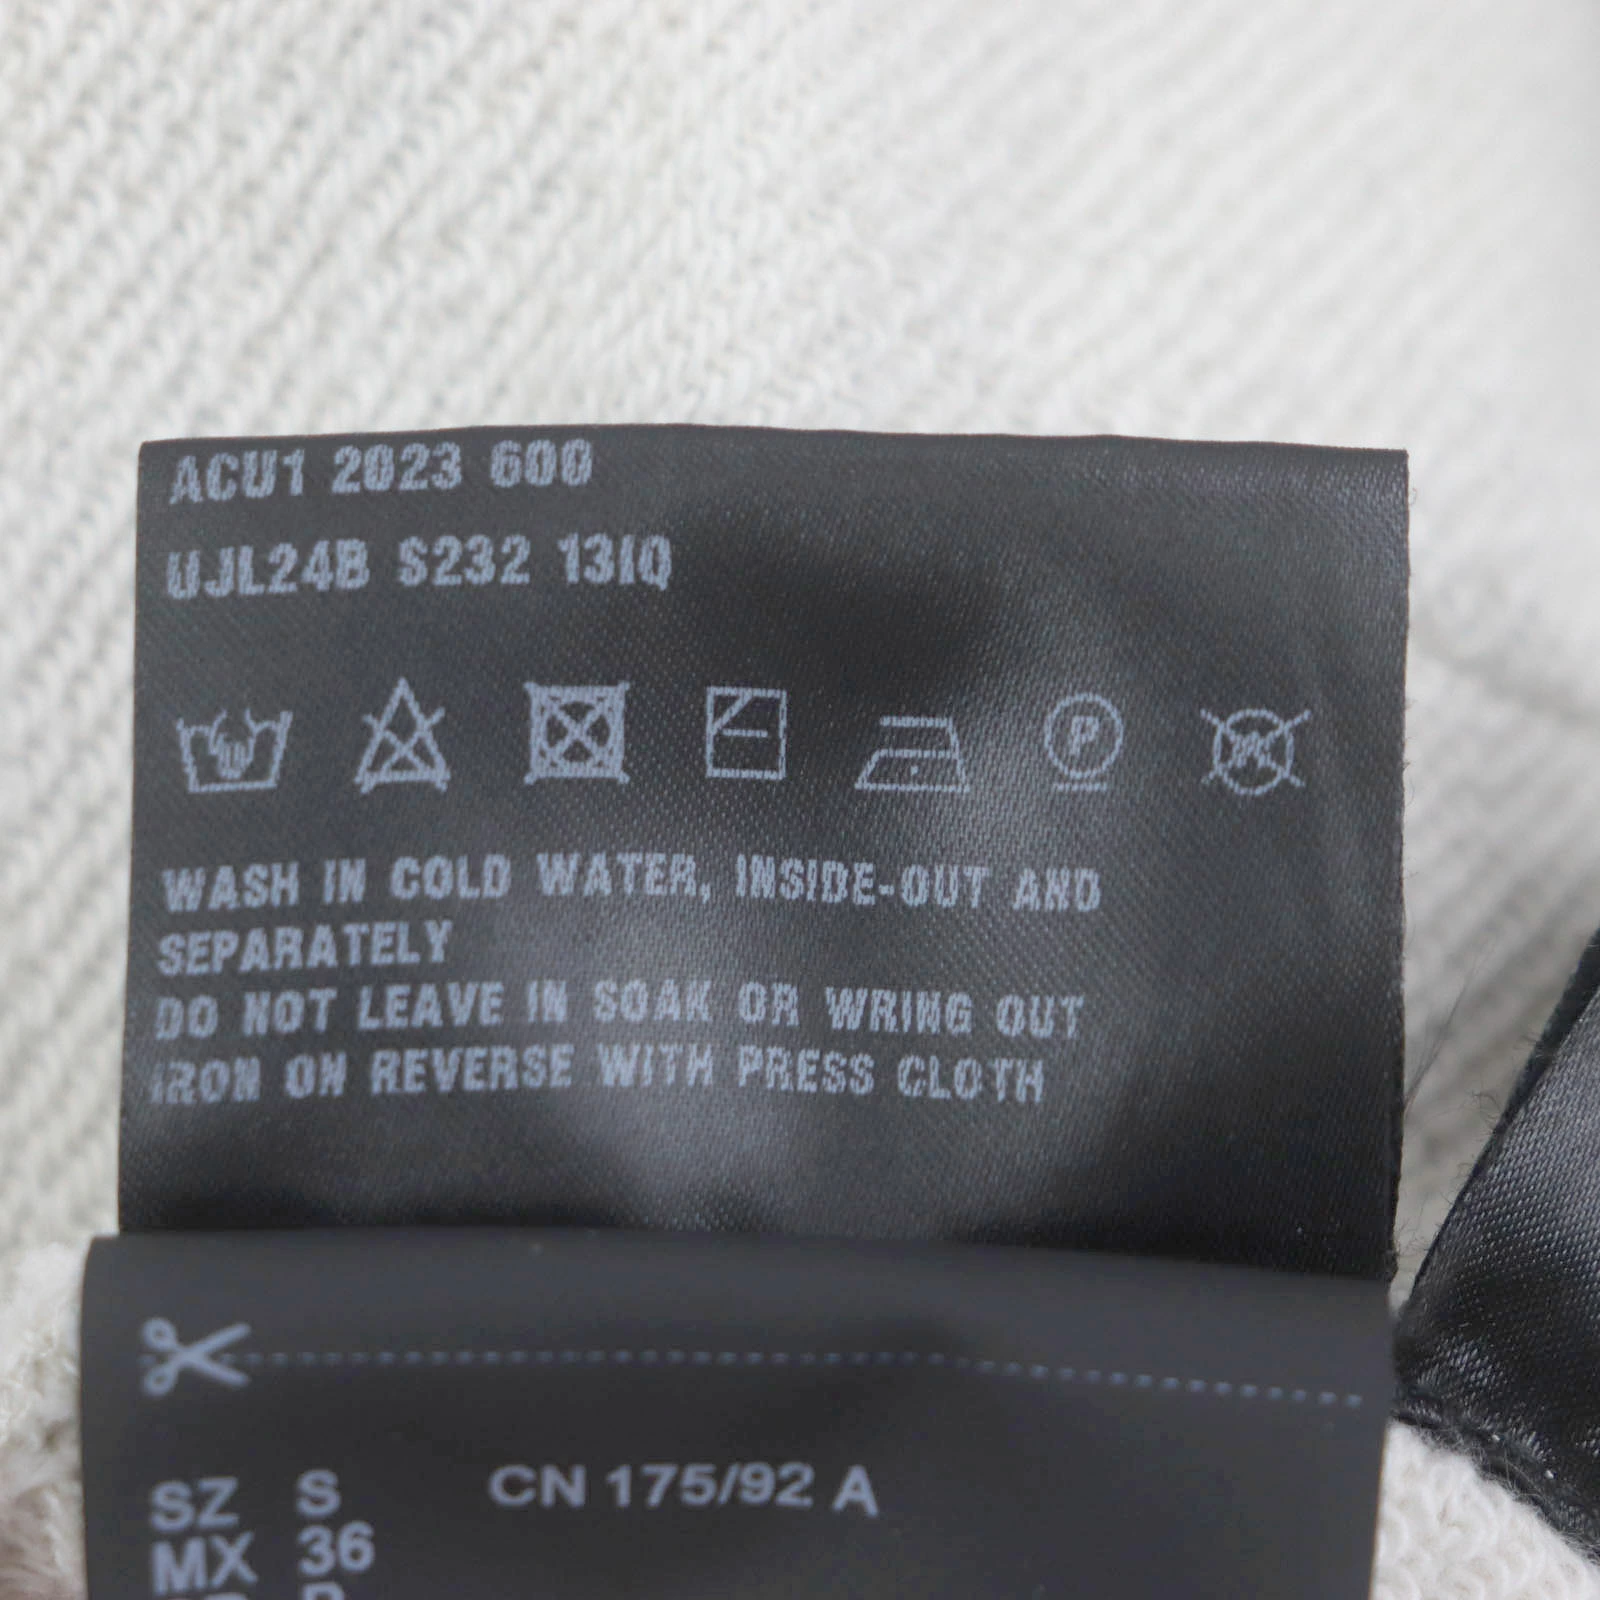 ACU1 2023 600
UJL24B S232 13IQ
P
W
WASH IN COLD WATER, INSIDE-OUT AND
SEPARATELY
DO NOT LEAVE IN SOAK OR WRING OUT
IRON ON REVERSE WITH PRESS CLOTH
SZ S CN 175/92 A
MX 36